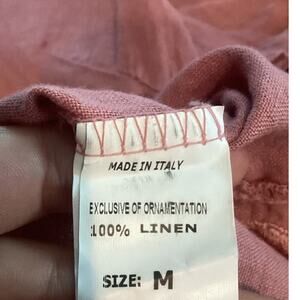 MADE IN ITALY
EXCLUSIVE OF ORNAMENTATION
100% LINEN
SIZE: M